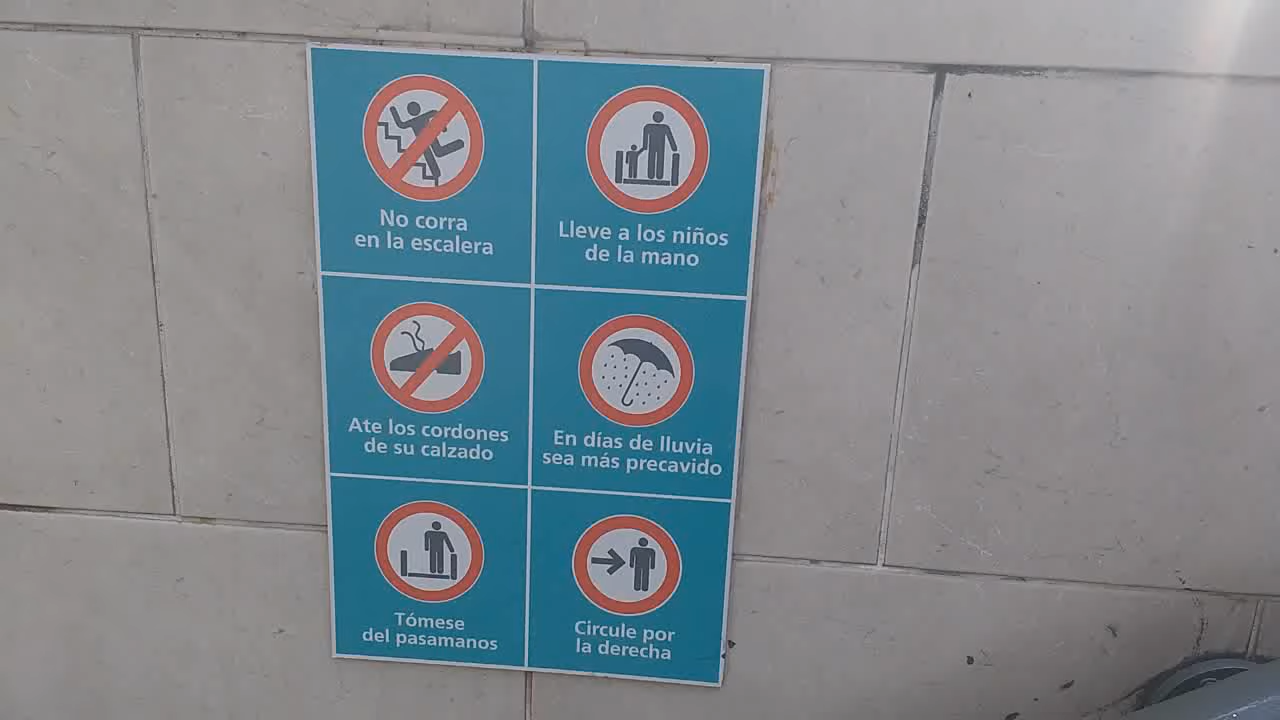 No corra
en la escalera
Lleve a los niños
de la mano
Ate los cordones
de su calzado
En días de lluvia
sea más precavido
Tómese
del pasamanos
Circule por
la derecha